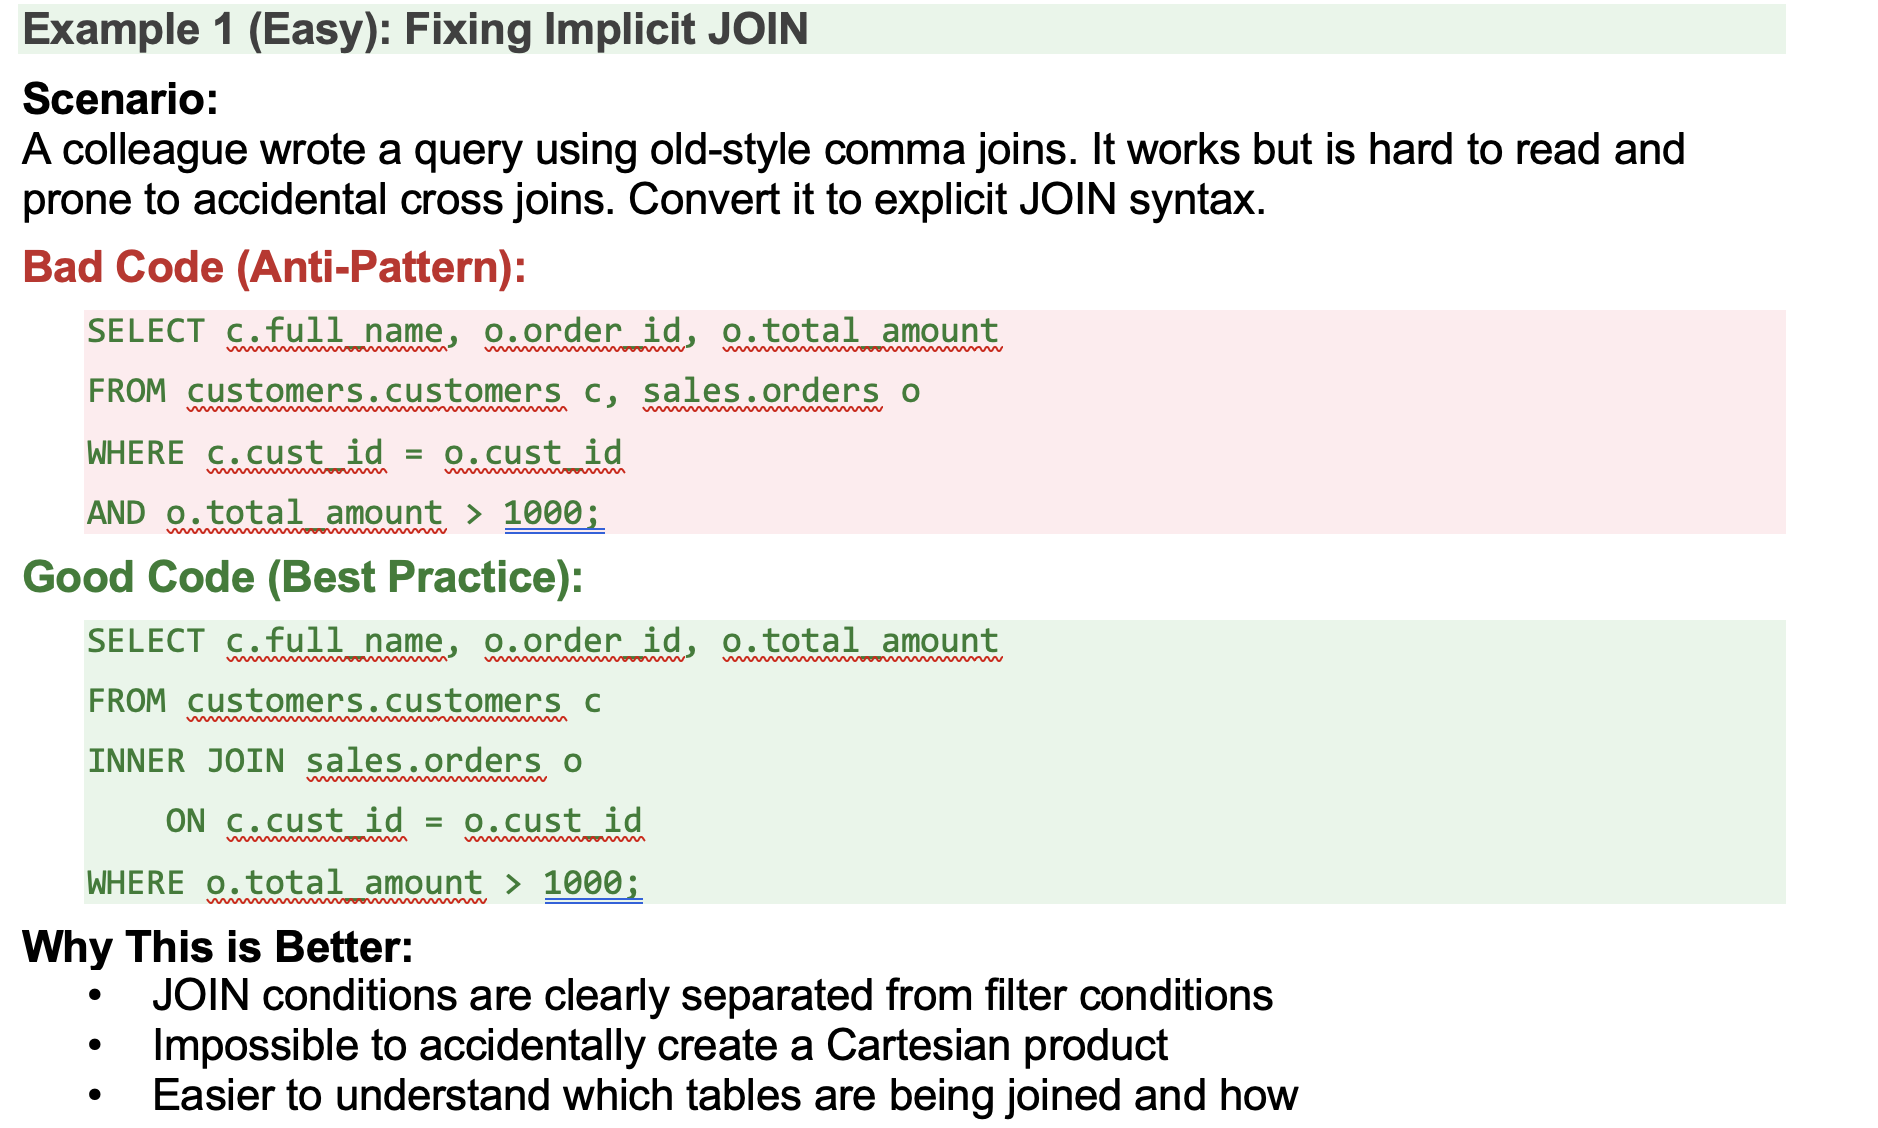 Example 1 (Easy): Fixing Implicit JOIN
Scenario:
A colleague wrote a query using old-style comma joins. It works but is hard to read and
prone to accidental cross joins. Convert it to explicit JOIN syntax.
Bad Code (Anti-Pattern):
SELECT c.full_name, o.order_id, o.total_amount
FROM customers.customers c, sales.orders o
WHERE c.cust_id = o.cust_id
AND o.total_amount > 1000;
Good Code (Best Practice):
SELECT c.full_name, o.order_id, o.total_amount
FROM customers.customers c
INNER JOIN sales.orders o
    ON c.cust_id = o.cust_id
WHERE o.total_amount > 1000;
Why This is Better:
• JOIN conditions are clearly separated from filter conditions
• Impossible to accidentally create a Cartesian product
• Easier to understand which tables are being joined and how